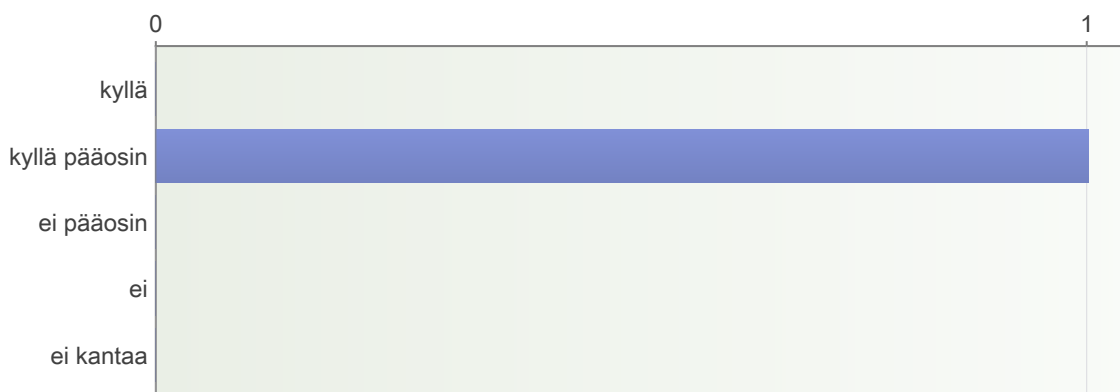 0 1
kyllä
kyllä pääosin
ei pääosin
ei
ei kantaa